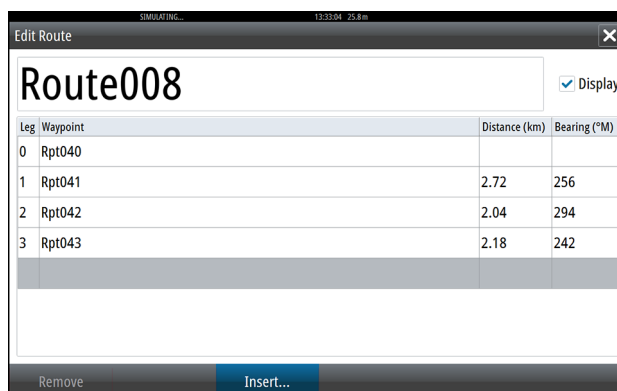 SIMULATING... 13:33:04 25.8m
Edit Route
Route008
Display
Leg Waypoint Distance (km) Bearing (°M)
0 Rpt040
1 Rpt041 2.72 256
2 Rpt042 2.04 294
3 Rpt043 2.18 242
Remove Insert...